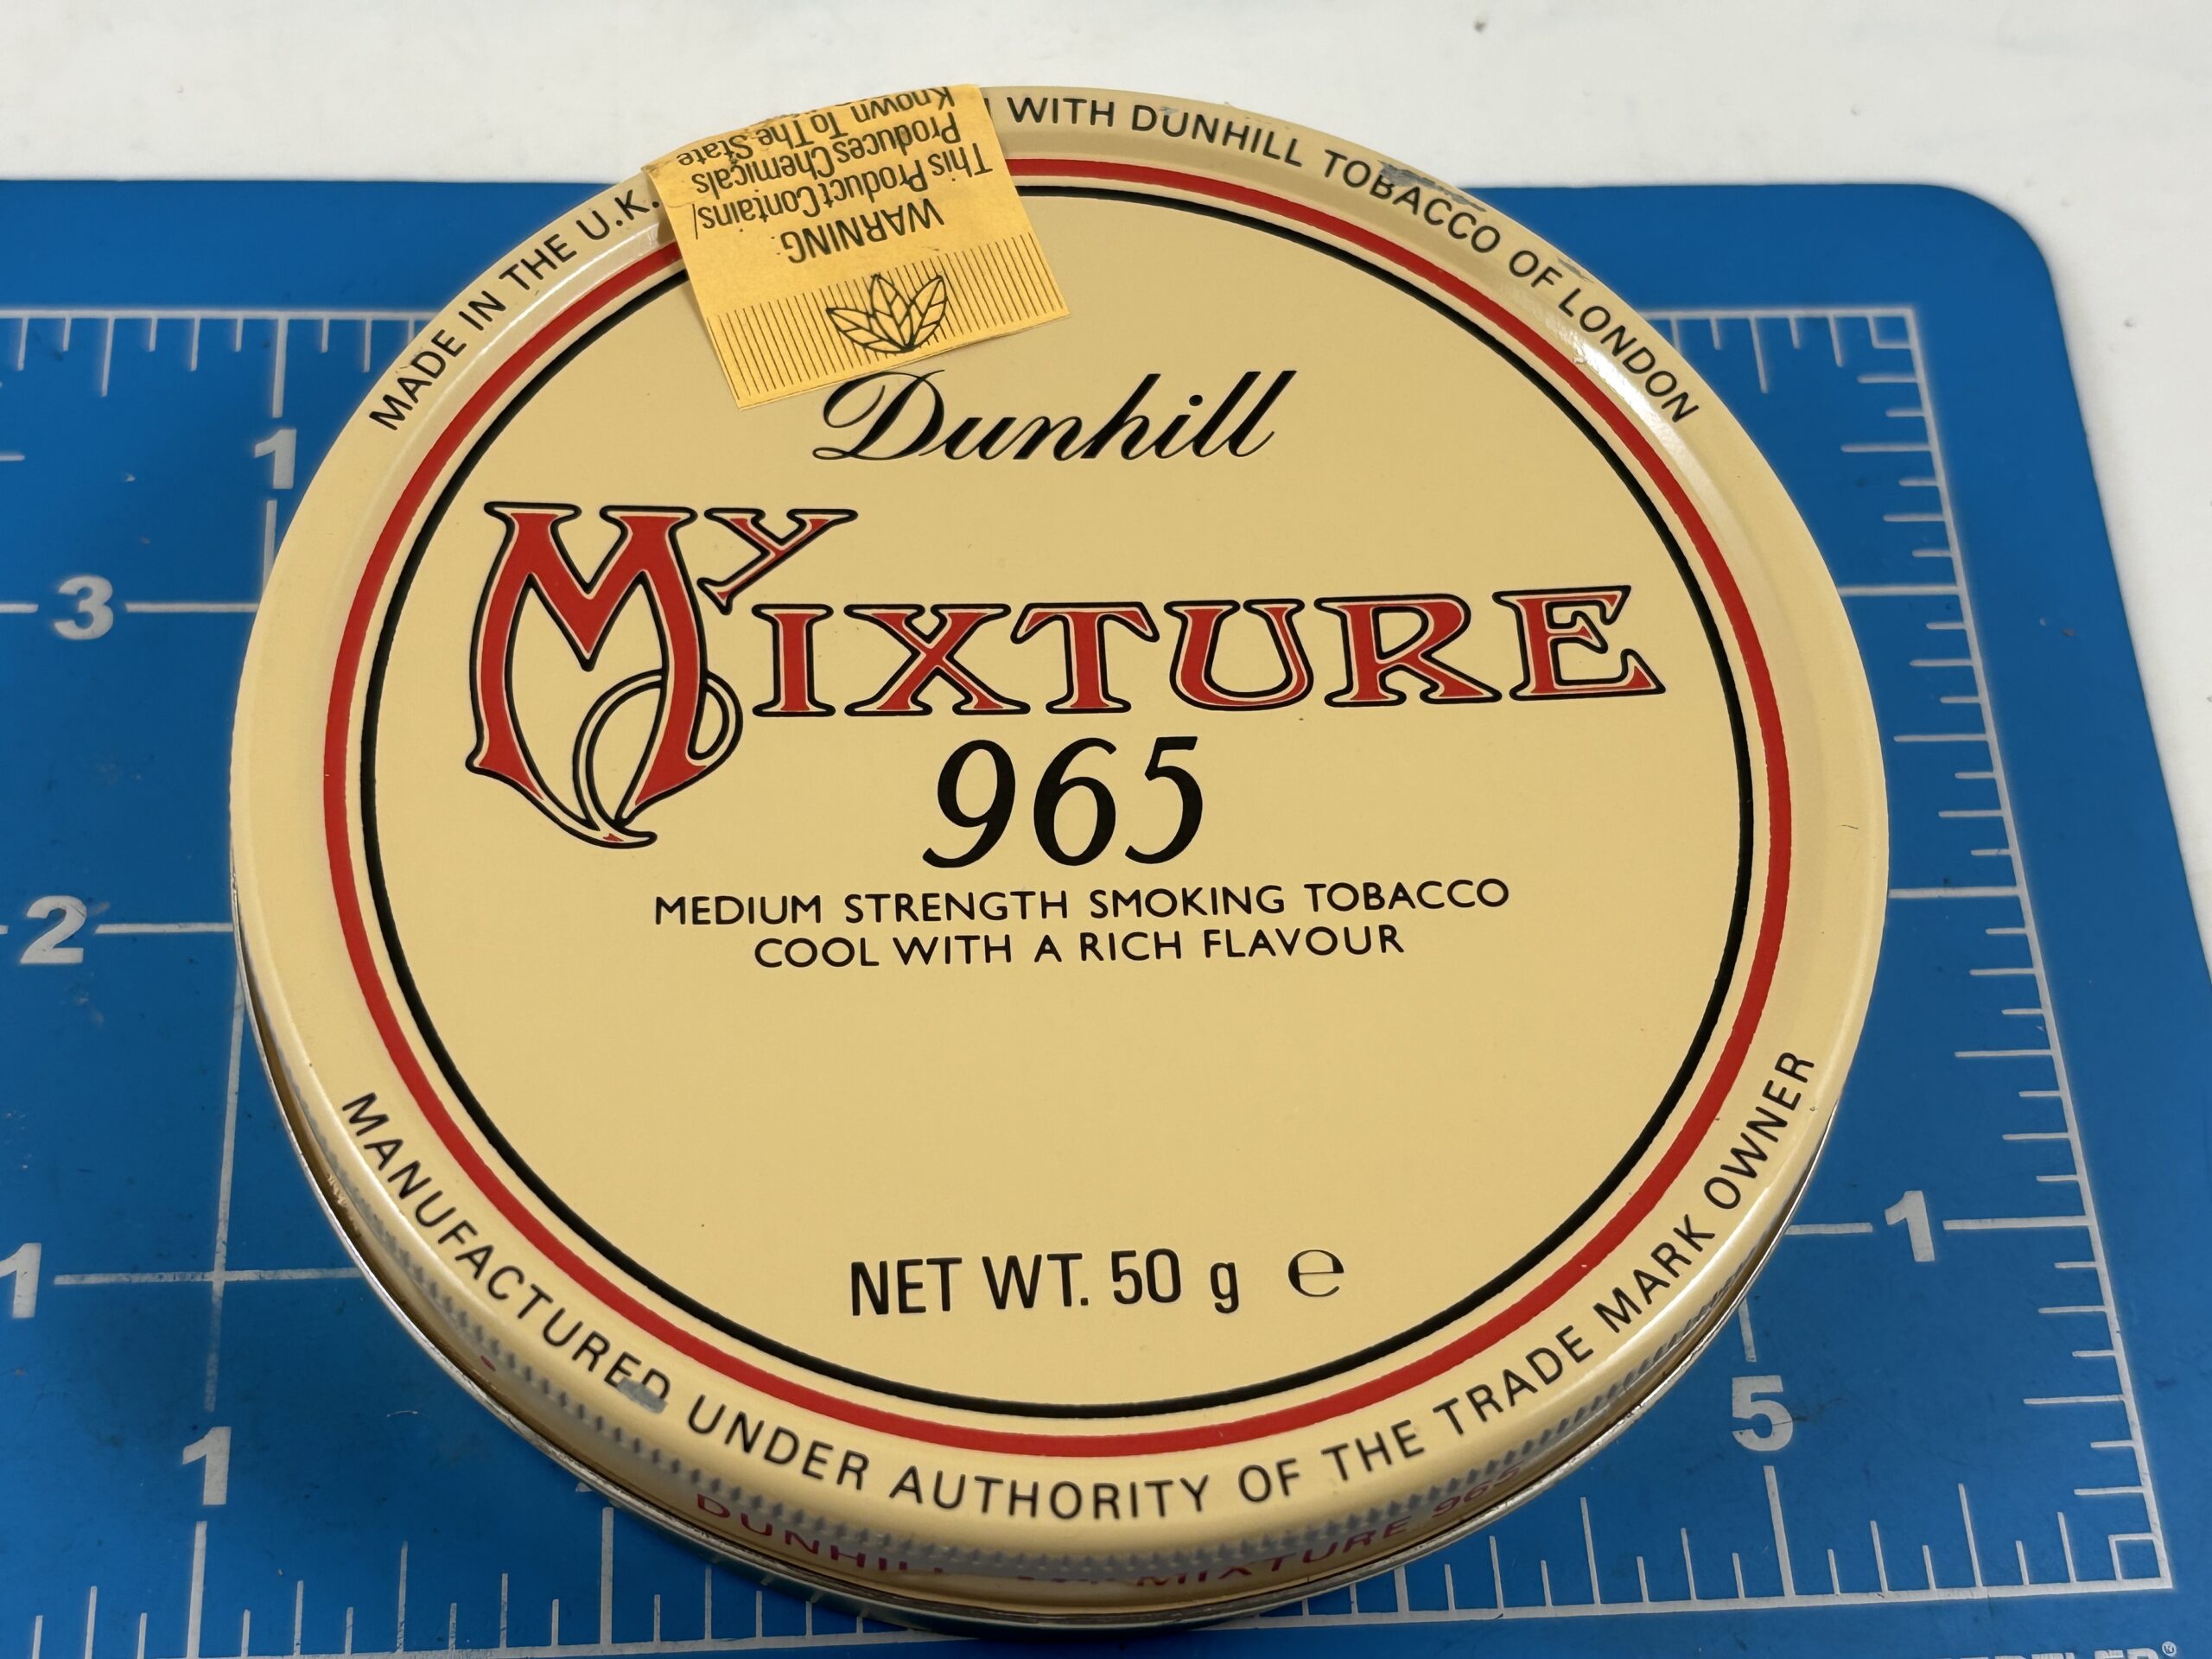 MADE IN THE U.K.
WITH DUNHILL TOBACCO OF LONDON
WARNING:
This Product Contains/
Produces Chemicals
Known To The State
Dunhill
MY MIXTURE
965
MEDIUM STRENGTH SMOKING TOBACCO
COOL WITH A RICH FLAVOUR
NET WT. 50 g ℮
MANUFACTURED UNDER AUTHORITY OF THE TRADE MARK OWNER
DUNHILL MIXTURE 965
1
3
2
1
1
1
5